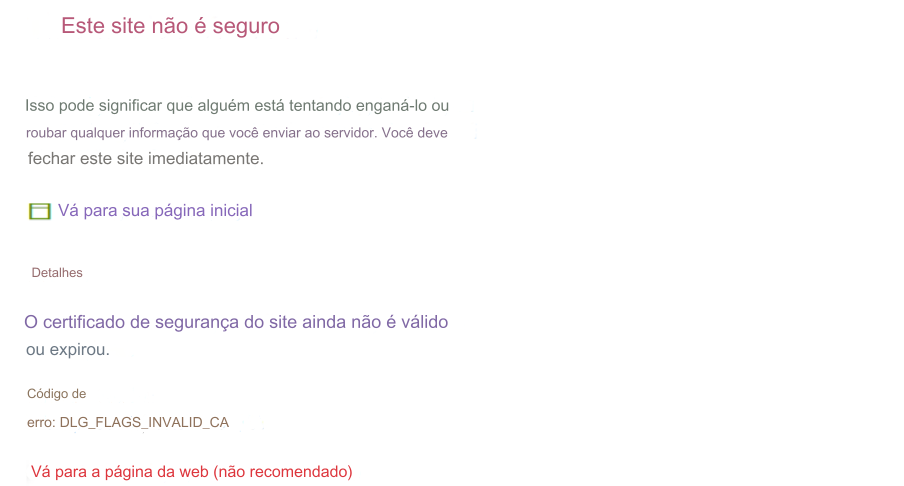 Este site não é seguro
Isso pode significar que alguém está tentando enganá-lo ou
roubar qualquer informação que você enviar ao servidor. Você deve
fechar este site imediatamente.
Vá para sua página inicial
Detalhes
O certificado de segurança do site ainda não é válido
ou expirou.
Código de
erro: DLG_FLAGS_INVALID_CA
Vá para a página da web (não recomendado)